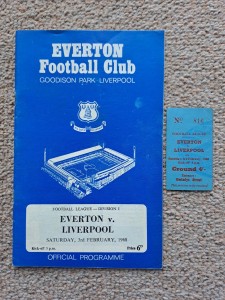 EVERTON
Football Club
GOODISON PARK · LIVERPOOL
FOOTBALL LEAGUE — DIVISION I
EVERTON v.
LIVERPOOL
SATURDAY, 3rd FEBRUARY, 1968
Kick-off 3 p.m.
Price 6ᴰ
OFFICIAL PROGRAMME
Nº
EVERTON
LIVERPOOL
Ground